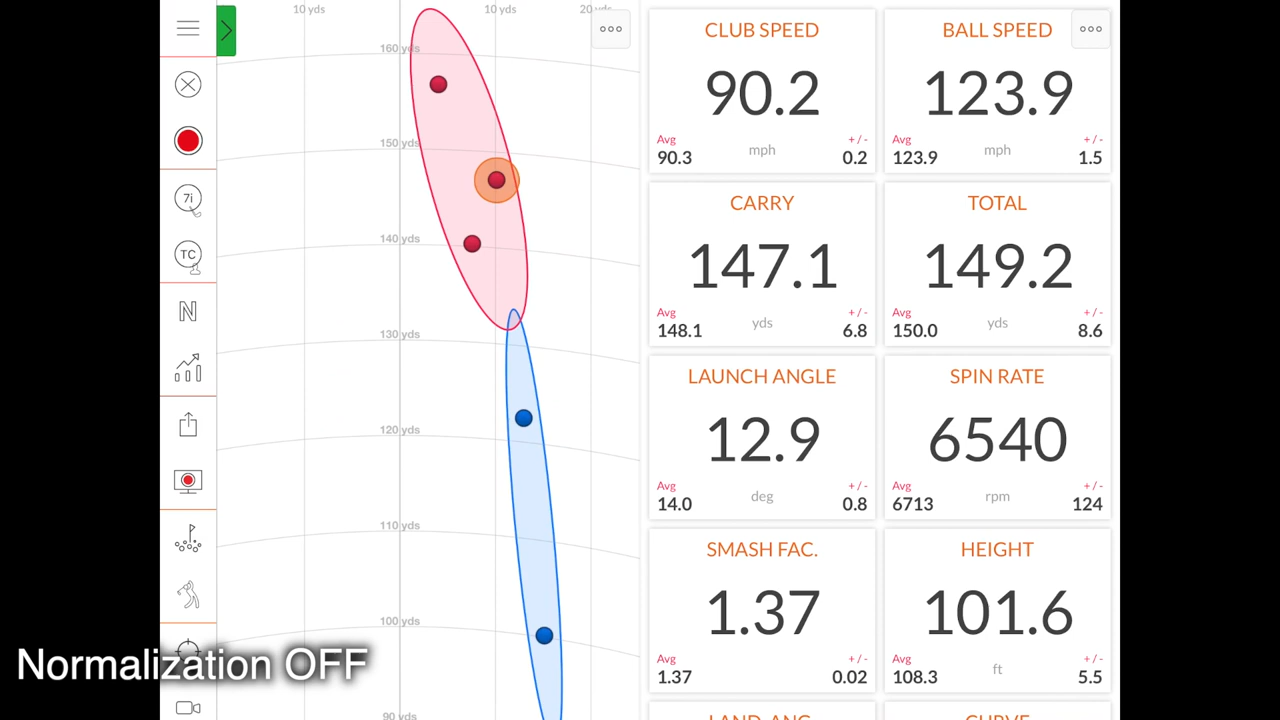 10 yds
10 yds
20 yds
160 yds
150 yds
140 yds
130 yds
120 yds
110 yds
100 yds
90 yds
7i
TC
N
CLUB SPEED
90.2
Avg
mph
+ / -
90.3
0.2
BALL SPEED
123.9
Avg
mph
+ / -
123.9
1.5
CARRY
147.1
Avg
yds
+ / -
148.1
6.8
TOTAL
149.2
Avg
yds
+ / -
150.0
8.6
LAUNCH ANGLE
12.9
Avg
deg
+ / -
14.0
0.8
SPIN RATE
6540
Avg
rpm
+ / -
6713
124
SMASH FAC.
1.37
Avg
+ / -
1.37
0.02
HEIGHT
101.6
Avg
ft
+ / -
108.3
5.5
LAND. ANG.
CURVE
Normalization OFF